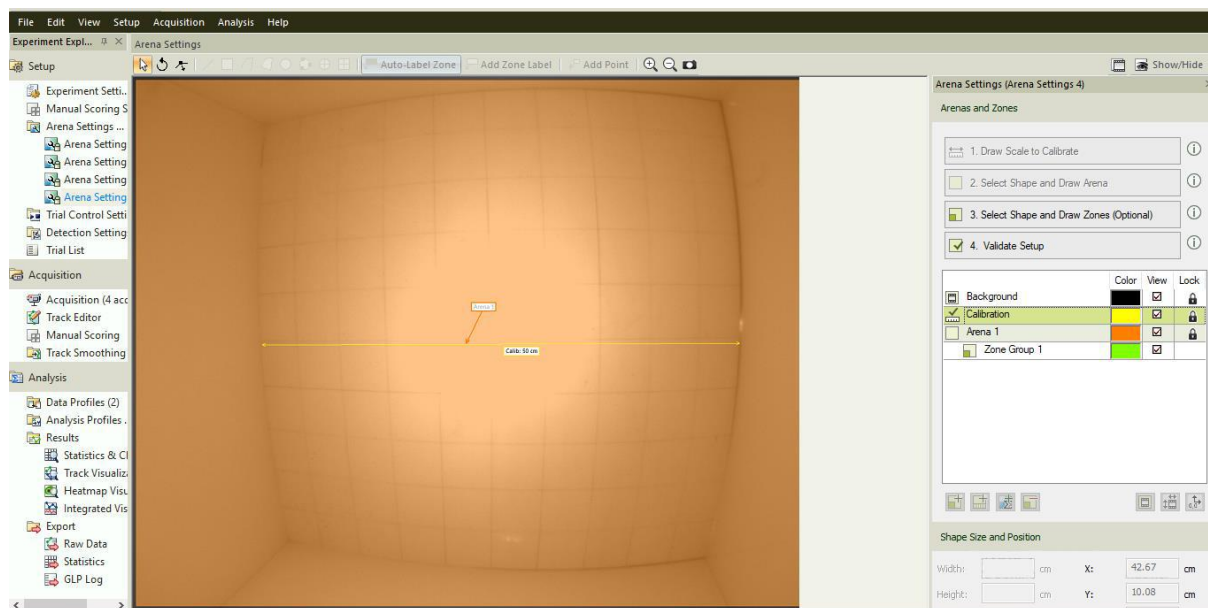 File Edit View Setup Acquisition Analysis Help
Experiment Expl...
Arena Settings
Setup
Auto-Label Zone Add Zone Label Add Point
Show/Hide
Experiment Setti..
Manual Scoring S
Arena Settings ...
Arena Setting
Arena Setting
Arena Setting
Arena Setting
Trial Control Setti
Detection Setting
Trial List
Acquisition
Acquisition (4 acc
Track Editor
Manual Scoring
Track Smoothing
Analysis
Data Profiles (2)
Analysis Profiles .
Results
Statistics & Cl
Track Visualiz
Heatmap Visu
Integrated Vis
Export
Raw Data
Statistics
GLP Log
Arena 1
Calib: 50 cm
Arena Settings (Arena Settings 4)
Arenas and Zones
1. Draw Scale to Calibrate
2. Select Shape and Draw Arena
3. Select Shape and Draw Zones (Optional)
4. Validate Setup
Color View Lock
Background
Calibration
Arena 1
Zone Group 1
Shape Size and Position
Width: cm X: 42.67 cm
Height: cm Y: 10.08 cm